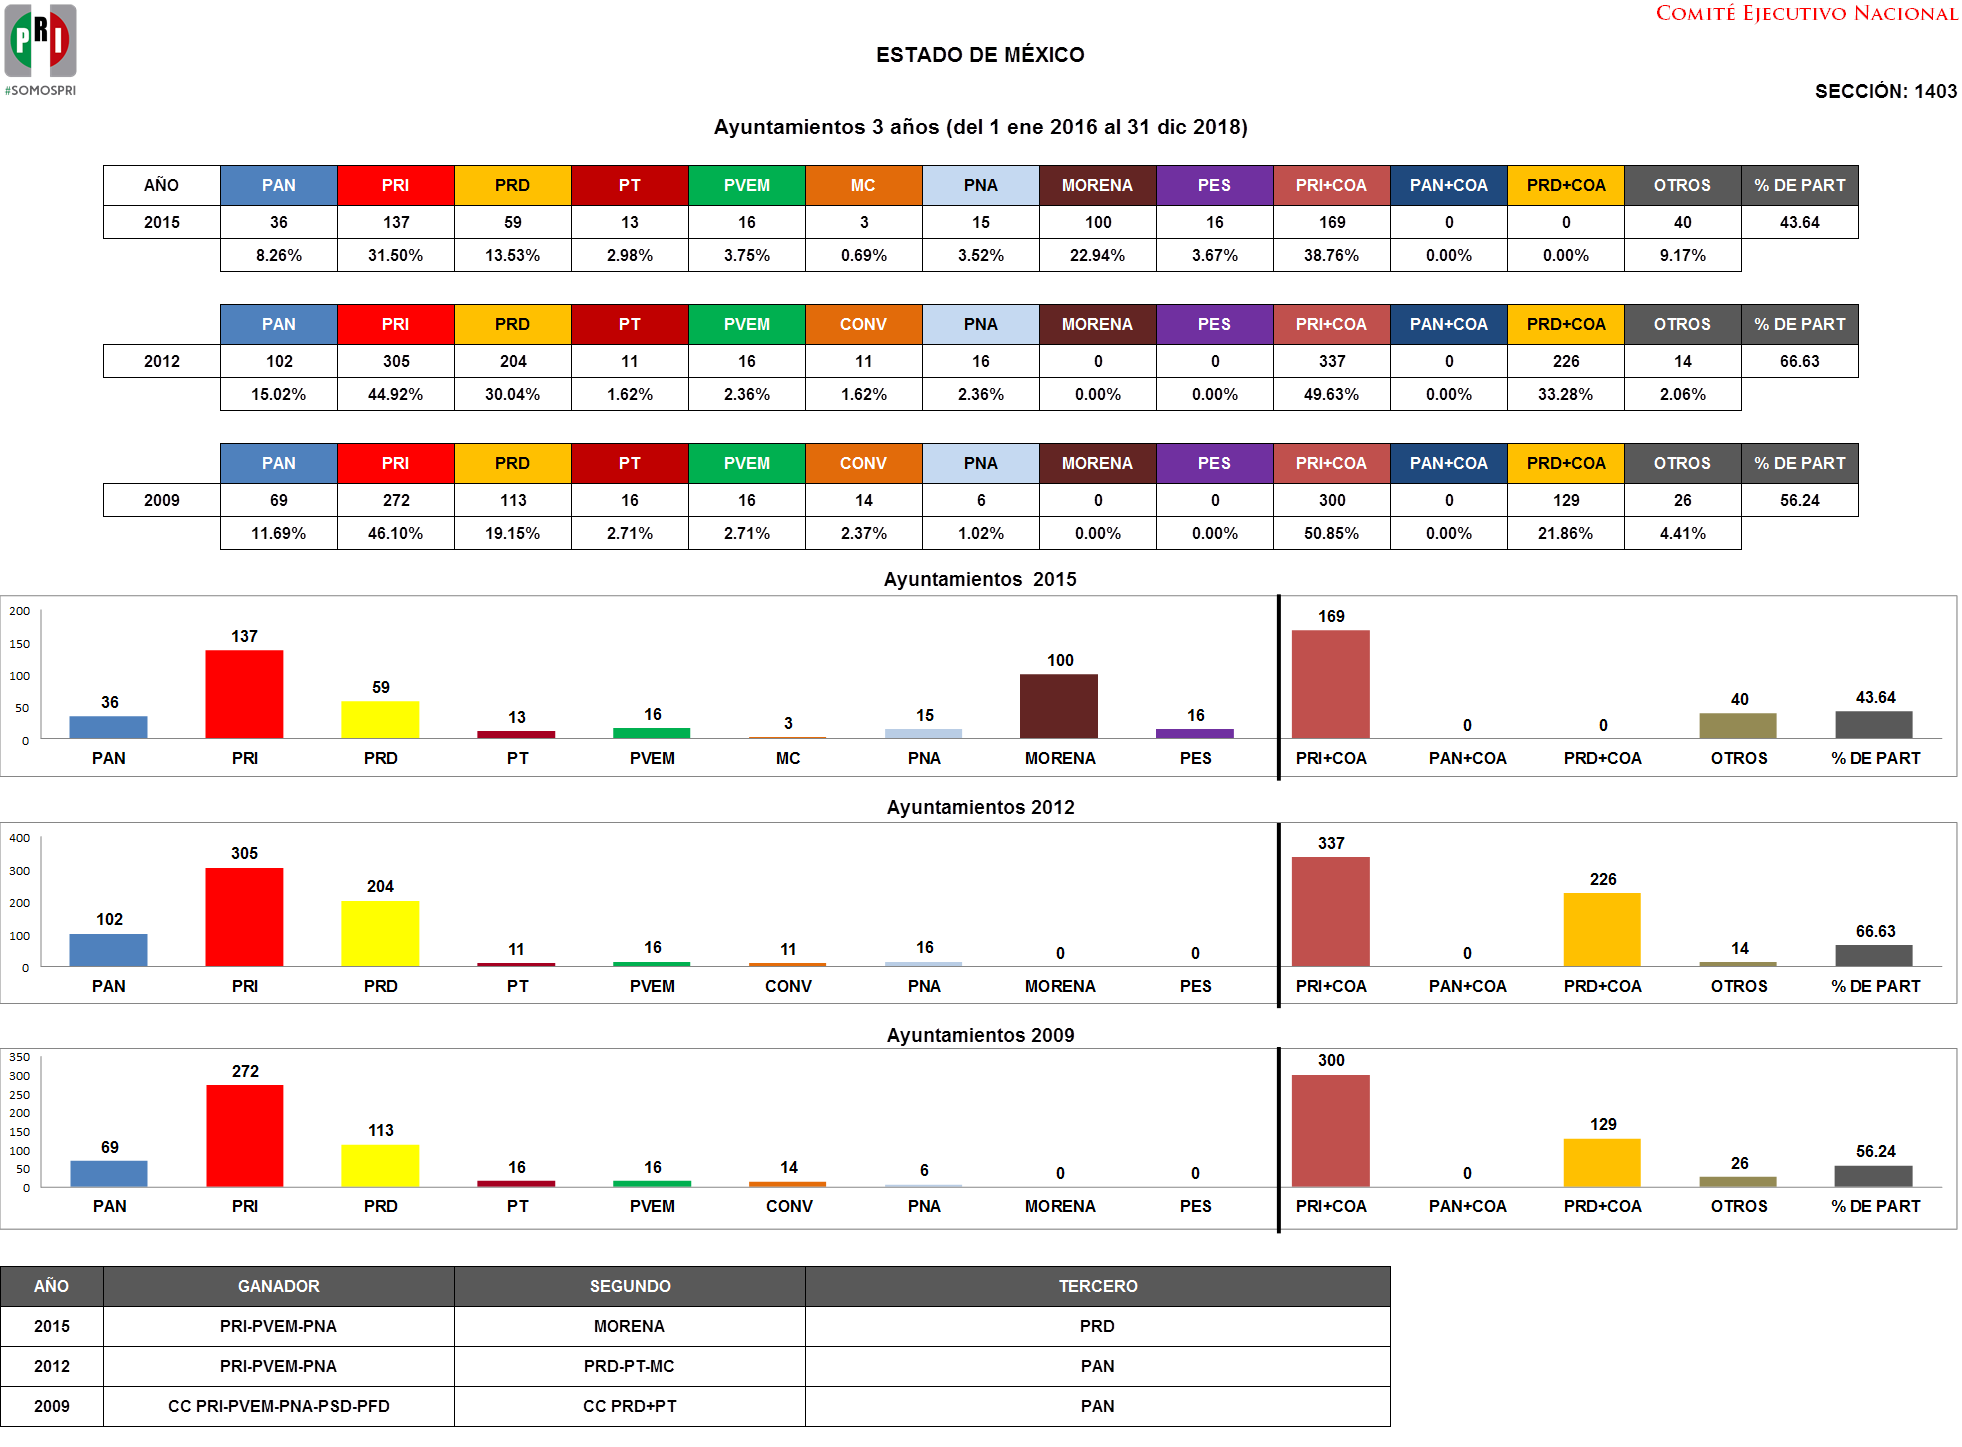 PRI
#SOMOSPRI
COMITÉ EJECUTIVO NACIONAL
ESTADO DE MÉXICO
SECCIÓN: 1403
Ayuntamientos 3 años (del 1 ene 2016 al 31 dic 2018)
AÑO PAN PRI PRD PT PVEM MC PNA MORENA PES PRI+COA PAN+COA PRD+COA OTROS % DE PART
2015 36 137 59 13 16 3 15 100 16 169 0 0 40 43.64
8.26% 31.50% 13.53% 2.98% 3.75% 0.69% 3.52% 22.94% 3.67% 38.76% 0.00% 0.00% 9.17%
PAN PRI PRD PT PVEM CONV PNA MORENA PES PRI+COA PAN+COA PRD+COA OTROS % DE PART
2012 102 305 204 11 16 11 16 0 0 337 0 226 14 66.63
15.02% 44.92% 30.04% 1.62% 2.36% 1.62% 2.36% 0.00% 0.00% 49.63% 0.00% 33.28% 2.06%
PAN PRI PRD PT PVEM CONV PNA MORENA PES PRI+COA PAN+COA PRD+COA OTROS % DE PART
2009 69 272 113 16 16 14 6 0 0 300 0 129 26 56.24
11.69% 46.10% 19.15% 2.71% 2.71% 2.37% 1.02% 0.00% 0.00% 50.85% 0.00% 21.86% 4.41%
Ayuntamientos 2015
200
150
100
50
0
36 137 59 13 16 3 15 100 16 169 0 0 40 43.64
PAN PRI PRD PT PVEM MC PNA MORENA PES PRI+COA PAN+COA PRD+COA OTROS % DE PART
Ayuntamientos 2012
400
300
200
100
0
102 305 204 11 16 11 16 0 0 337 0 226 14 66.63
PAN PRI PRD PT PVEM CONV PNA MORENA PES PRI+COA PAN+COA PRD+COA OTROS % DE PART
Ayuntamientos 2009
350
300
250
200
150
100
50
0
69 272 113 16 16 14 6 0 0 300 0 129 26 56.24
PAN PRI PRD PT PVEM CONV PNA MORENA PES PRI+COA PAN+COA PRD+COA OTROS % DE PART
AÑO GANADOR SEGUNDO TERCERO
2015 PRI-PVEM-PNA MORENA PRD
2012 PRI-PVEM-PNA PRD-PT-MC PAN
2009 CC PRI-PVEM-PNA-PSD-PFD CC PRD+PT PAN